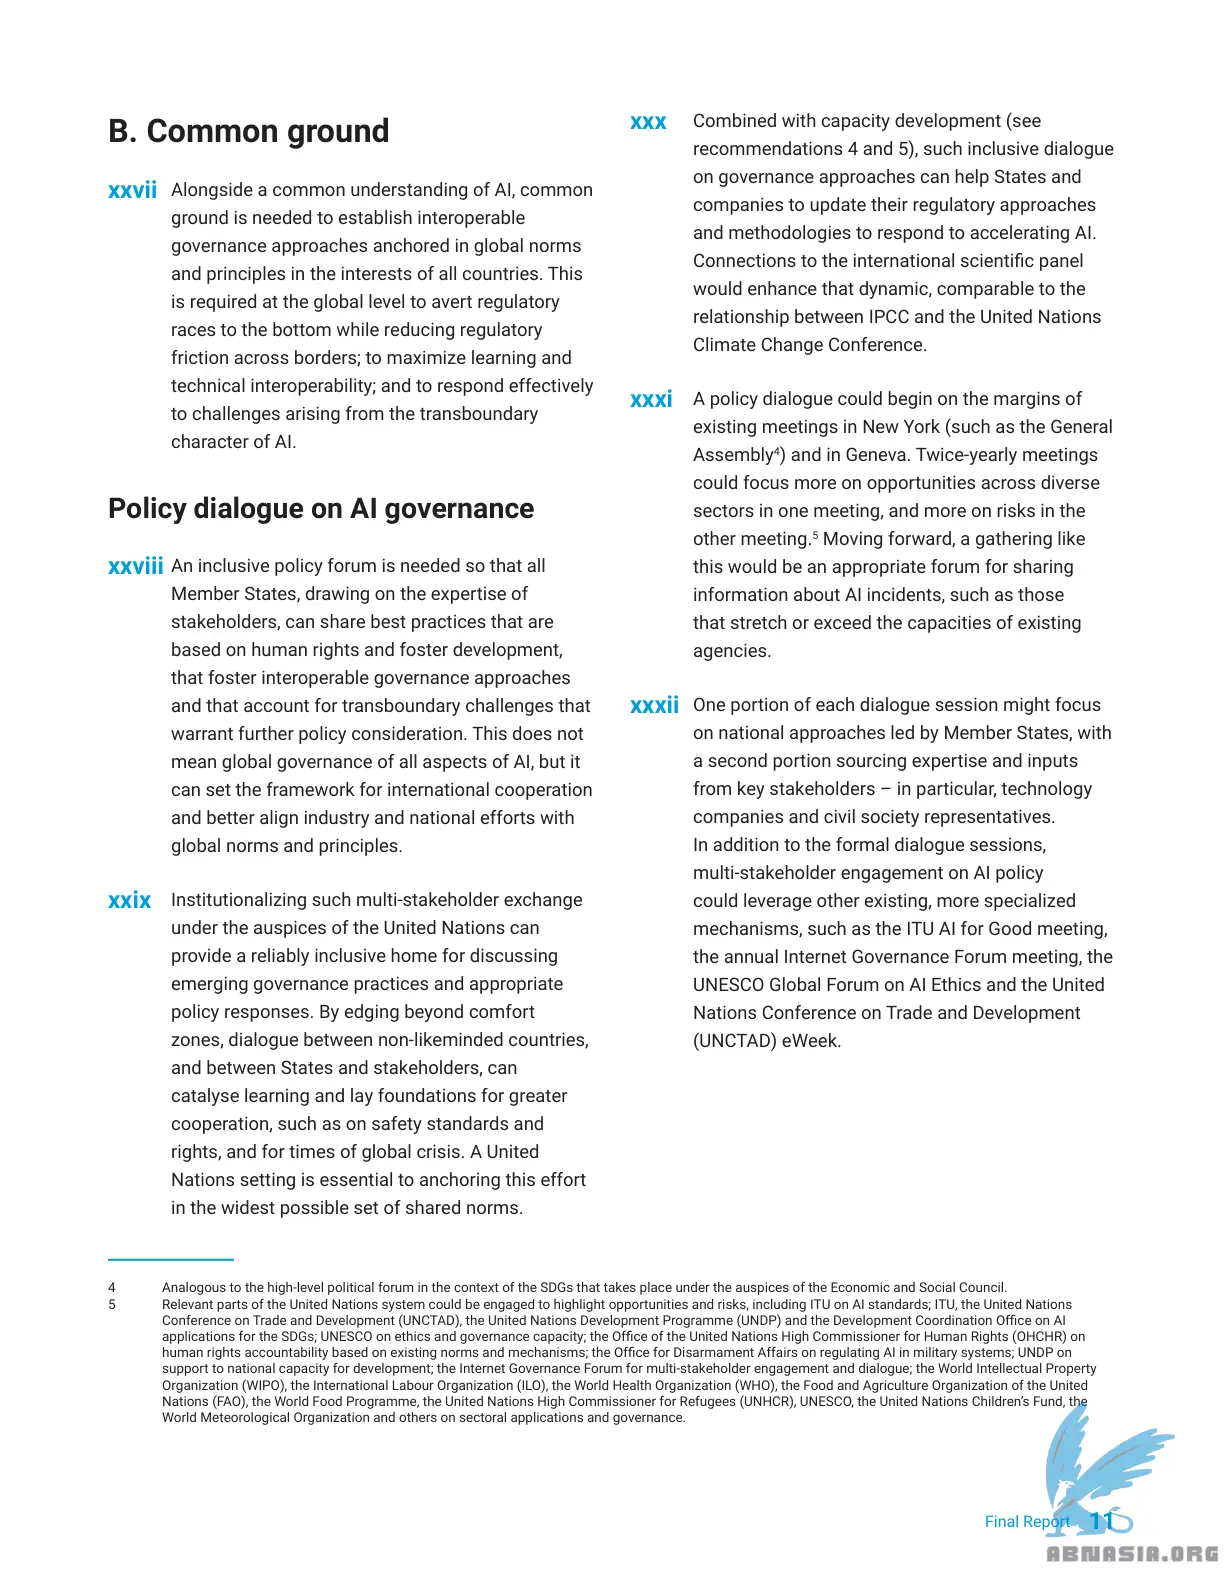 B. Common ground
xxvii Alongside a common understanding of AI, common
ground is needed to establish interoperable
governance approaches anchored in global norms
and principles in the interests of all countries. This
is required at the global level to avert regulatory
races to the bottom while reducing regulatory
friction across borders; to maximize learning and
technical interoperability; and to respond effectively
to challenges arising from the transboundary
character of AI.
Policy dialogue on AI governance
xxviii An inclusive policy forum is needed so that all
Member States, drawing on the expertise of
stakeholders, can share best practices that are
based on human rights and foster development,
that foster interoperable governance approaches
and that account for transboundary challenges that
warrant further policy consideration. This does not
mean global governance of all aspects of AI, but it
can set the framework for international cooperation
and better align industry and national efforts with
global norms and principles.
xxix Institutionalizing such multi-stakeholder exchange
under the auspices of the United Nations can
provide a reliably inclusive home for discussing
emerging governance practices and appropriate
policy responses. By edging beyond comfort
zones, dialogue between non-likeminded countries,
and between States and stakeholders, can
catalyse learning and lay foundations for greater
cooperation, such as on safety standards and
rights, and for times of global crisis. A United
Nations setting is essential to anchoring this effort
in the widest possible set of shared norms.
xxx Combined with capacity development (see
recommendations 4 and 5), such inclusive dialogue
on governance approaches can help States and
companies to update their regulatory approaches
and methodologies to respond to accelerating AI.
Connections to the international scientific panel
would enhance that dynamic, comparable to the
relationship between IPCC and the United Nations
Climate Change Conference.
xxxi A policy dialogue could begin on the margins of
existing meetings in New York (such as the General
Assembly⁴) and in Geneva. Twice-yearly meetings
could focus more on opportunities across diverse
sectors in one meeting, and more on risks in the
other meeting.⁵ Moving forward, a gathering like
this would be an appropriate forum for sharing
information about AI incidents, such as those
that stretch or exceed the capacities of existing
agencies.
xxxii One portion of each dialogue session might focus
on national approaches led by Member States, with
a second portion sourcing expertise and inputs
from key stakeholders – in particular, technology
companies and civil society representatives.
In addition to the formal dialogue sessions,
multi-stakeholder engagement on AI policy
could leverage other existing, more specialized
mechanisms, such as the ITU AI for Good meeting,
the annual Internet Governance Forum meeting, the
UNESCO Global Forum on AI Ethics and the United
Nations Conference on Trade and Development
(UNCTAD) eWeek.
4 Analogous to the high-level political forum in the context of the SDGs that takes place under the auspices of the Economic and Social Council.
5 Relevant parts of the United Nations system could be engaged to highlight opportunities and risks, including ITU on AI standards; ITU, the United Nations
Conference on Trade and Development (UNCTAD), the United Nations Development Programme (UNDP) and the Development Coordination Office on AI
applications for the SDGs; UNESCO on ethics and governance capacity; the Office of the United Nations High Commissioner for Human Rights (OHCHR) on
human rights accountability based on existing norms and mechanisms; the Office for Disarmament Affairs on regulating AI in military systems; UNDP on
support to national capacity for development; the Internet Governance Forum for multi-stakeholder engagement and dialogue; the World Intellectual Property
Organization (WIPO), the International Labour Organization (ILO), the World Health Organization (WHO), the Food and Agriculture Organization of the United
Nations (FAO), the World Food Programme, the United Nations High Commissioner for Refugees (UNHCR), UNESCO, the United Nations Children's Fund, the
World Meteorological Organization and others on sectoral applications and governance.
Final Report 11
ABNASIA.ORG